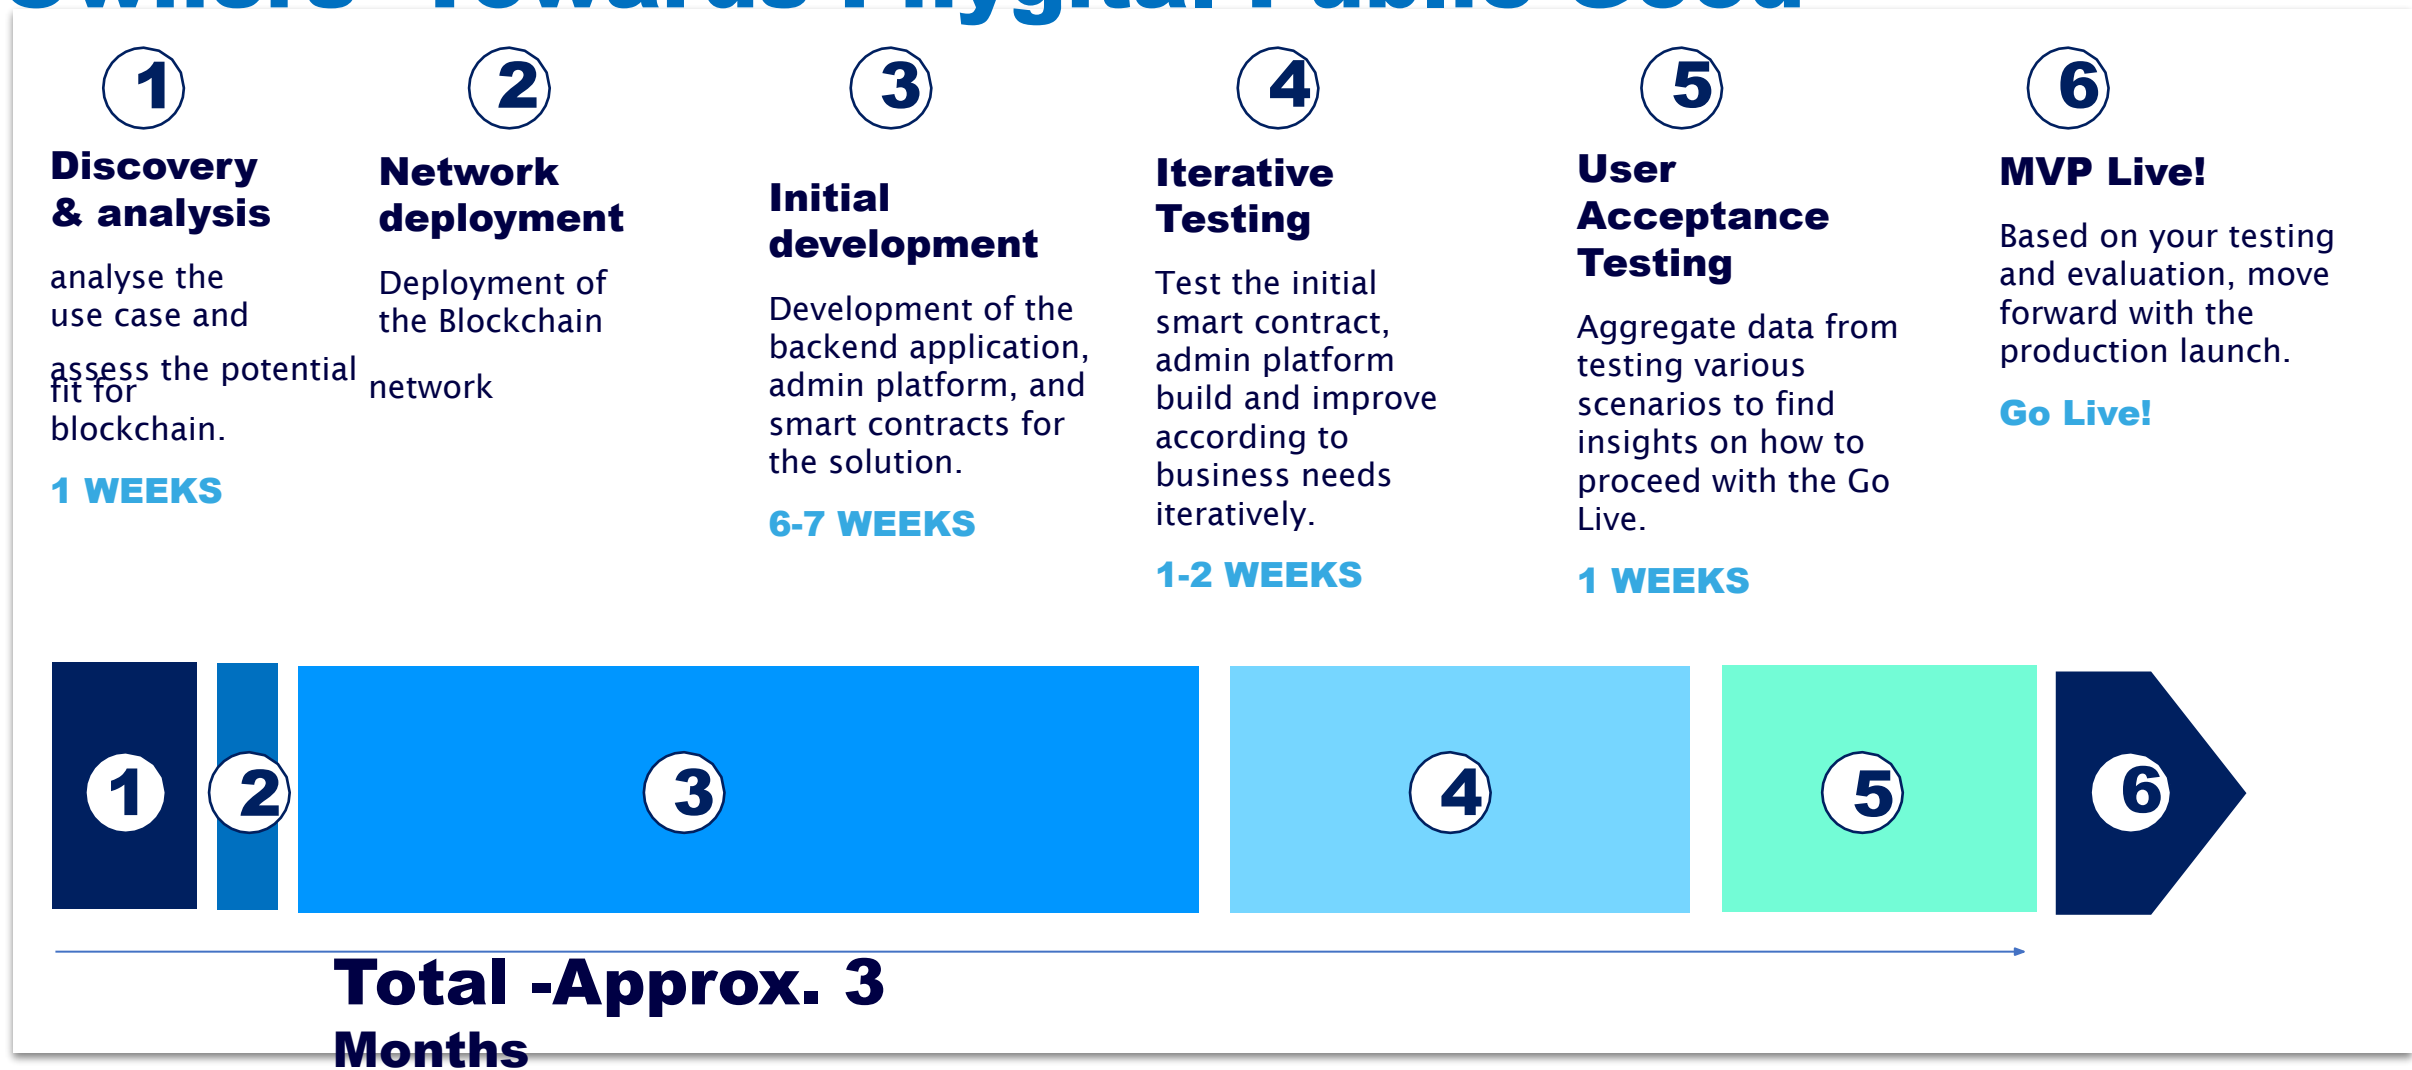 Owners Towards Phygital Public Good
1
Discovery
& analysis
analyse the
use case and
assess the potential
fit for
blockchain.
1 WEEKS
2
Network
deployment
Deployment of
the Blockchain
network
3
Initial
development
Development of the
backend application,
admin platform, and
smart contracts for
the solution.
6-7 WEEKS
4
Iterative
Testing
Test the initial
smart contract,
admin platform
build and improve
according to
business needs
iteratively.
1-2 WEEKS
5
User
Acceptance
Testing
Aggregate data from
testing various
scenarios to find
insights on how to
proceed with the Go
Live.
1 WEEKS
6
MVP Live!
Based on your testing
and evaluation, move
forward with the
production launch.
Go Live!
1
2
3
4
5
6
Total -Approx. 3
Months